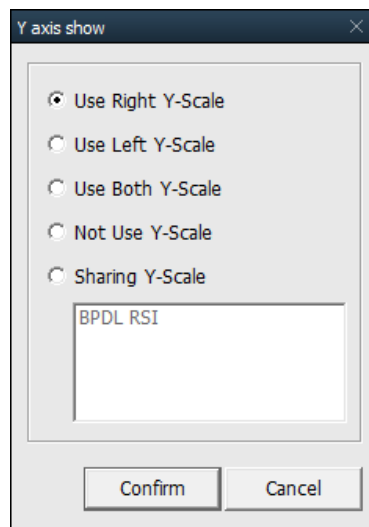 Y axis show
Use Right Y-Scale
Use Left Y-Scale
Use Both Y-Scale
Not Use Y-Scale
Sharing Y-Scale
BPDL RSI
Confirm Cancel